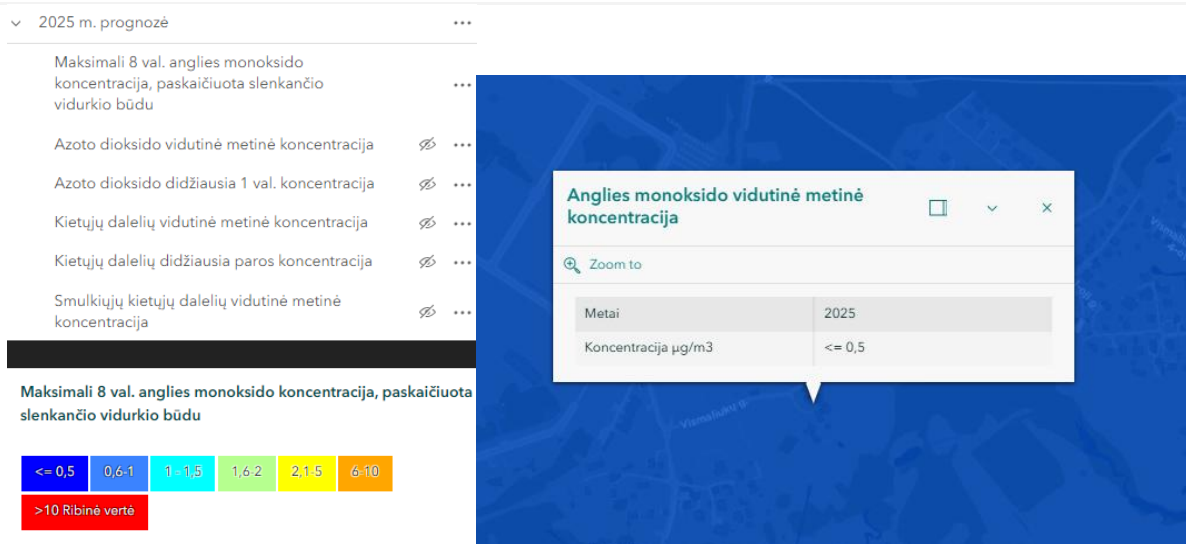 2025 m. prognozė
Maksimali 8 val. anglies monoksido
koncentracija, paskaičiuota slenkančio
vidurkio būdu
Azoto dioksido vidutinė metinė koncentracija
Azoto dioksido didžiausia 1 val. koncentracija
Kietųjų dalelių vidutinė metinė koncentracija
Kietųjų dalelių didžiausia paros koncentracija
Smulkiųjų kietųjų dalelių vidutinė metinė
koncentracija
Maksimali 8 val. anglies monoksido koncentracija, paskaičiuota
slenkančio vidurkio būdu
<= 0,5 0,6-1 1 - 1,5 1,6-2 2,1-5 6-10
>10 Ribinė vertė
Anglies monoksido vidutinė metinė
koncentracija
Zoom to
Metai 2025
Koncentracija µg/m3 <= 0,5
Vismaliukų g.